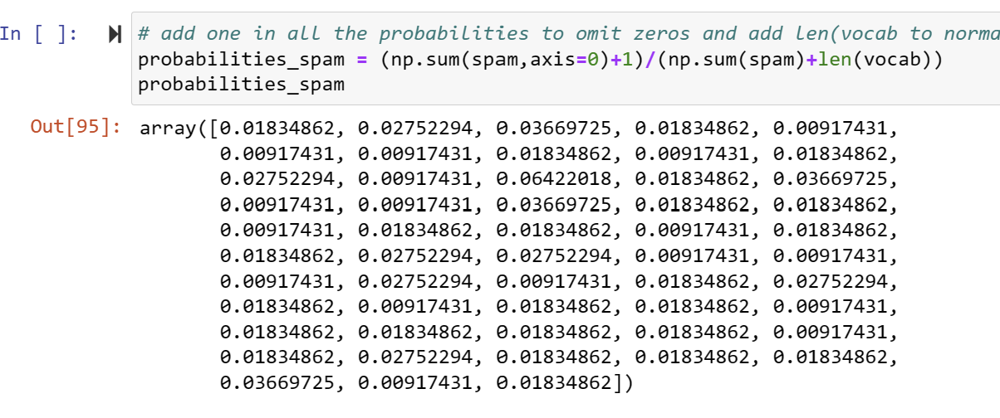 In [ ]: # add one in all the probabilities to omit zeros and add len(vocab to norma
probabilities_spam = (np.sum(spam,axis=0)+1)/(np.sum(spam)+len(vocab))
probabilities_spam
Out[95]: array([0.01834862, 0.02752294, 0.03669725, 0.01834862, 0.00917431,
0.00917431, 0.00917431, 0.01834862, 0.00917431, 0.01834862,
0.02752294, 0.00917431, 0.06422018, 0.01834862, 0.03669725,
0.00917431, 0.00917431, 0.03669725, 0.01834862, 0.01834862,
0.00917431, 0.01834862, 0.01834862, 0.00917431, 0.01834862,
0.01834862, 0.02752294, 0.02752294, 0.00917431, 0.00917431,
0.00917431, 0.02752294, 0.00917431, 0.01834862, 0.02752294,
0.01834862, 0.00917431, 0.01834862, 0.01834862, 0.00917431,
0.01834862, 0.01834862, 0.01834862, 0.01834862, 0.00917431,
0.01834862, 0.02752294, 0.01834862, 0.01834862, 0.01834862,
0.03669725, 0.00917431, 0.01834862])